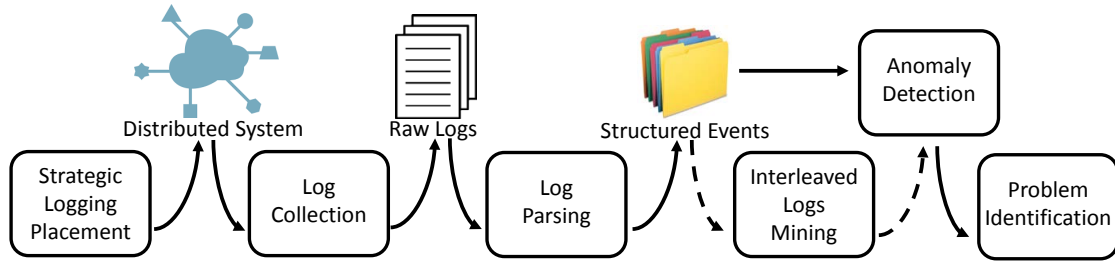 Distributed System
Raw Logs
Structured Events
Anomaly
Detection
Strategic
Logging
Placement
Log
Collection
Log
Parsing
Interleaved
Logs
Mining
Problem
Identification